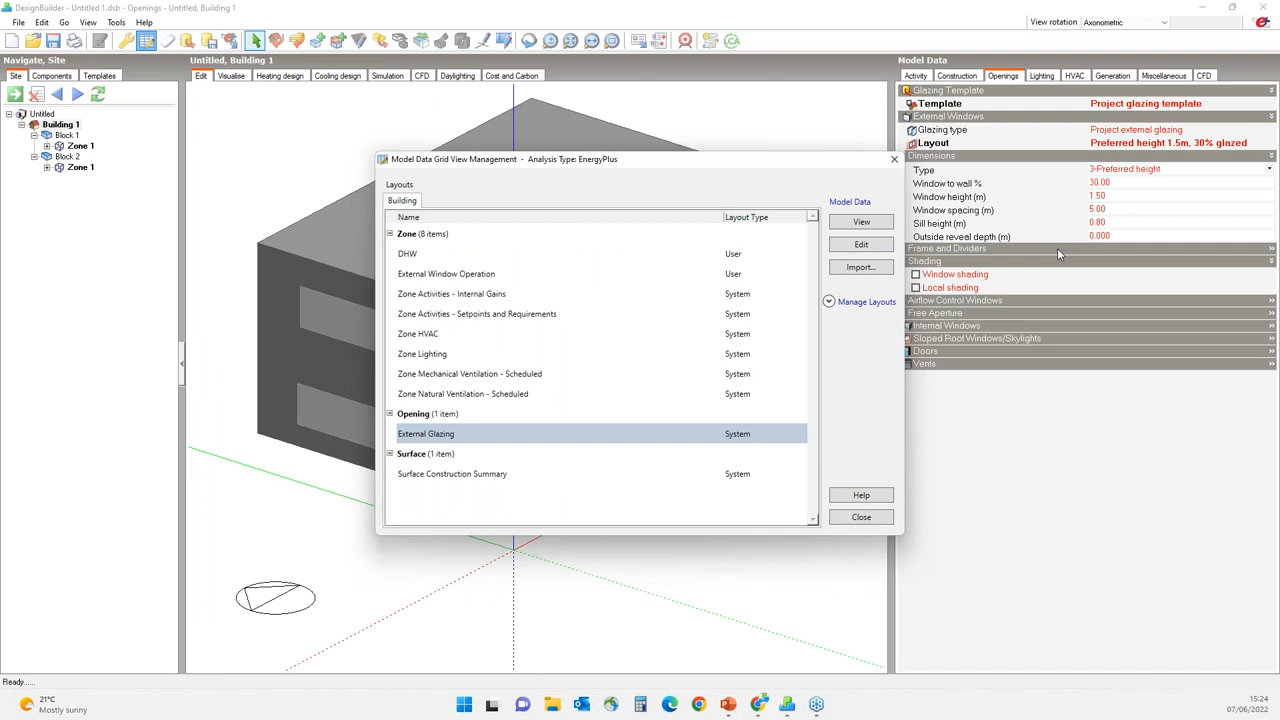 DesignBuilder - Untitled 1.dsb - Openings - Untitled, Building 1
File Edit Go View Tools Help
View rotation Axonometric
Navigate, Site
Site Components Templates
Untitled
Building 1
Block 1
Zone 1
Block 2
Zone 1
Untitled, Building 1
Edit Visualise Heating design Cooling design Simulation CFD Daylighting Cost and Carbon
Model Data Grid View Management - Analysis Type: EnergyPlus
Layouts
Building
Name Layout Type
Zone (8 items)
DHW User
External Window Operation User
Zone Activities - Internal Gains System
Zone Activities - Setpoints and Requirements System
Zone HVAC System
Zone Lighting System
Zone Mechanical Ventilation - Scheduled System
Zone Natural Ventilation - Scheduled System
Opening (1 item)
External Glazing System
Surface (1 item)
Surface Construction Summary System
Model Data
View
Edit
Import...
Manage Layouts
Help
Close
Model Data
Activity Construction Openings Lighting HVAC Generation Miscellaneous CFD
Glazing Template
Template Project glazing template
External Windows
Glazing type Project external glazing
Layout Preferred height 1.5m, 30% glazed
Dimensions
Type 3-Preferred height
Window to wall % 30.00
Window height (m) 1.50
Window spacing (m) 5.00
Sill height (m) 0.80
Outside reveal depth (m) 0.000
Frame and Dividers
Shading
Window shading
Local shading
Airflow Control Windows
Free Aperture
Internal Windows
Sloped Roof Windows/Skylights
Doors
Vents
Ready......
21°C
Mostly sunny
15:24
07/06/2022